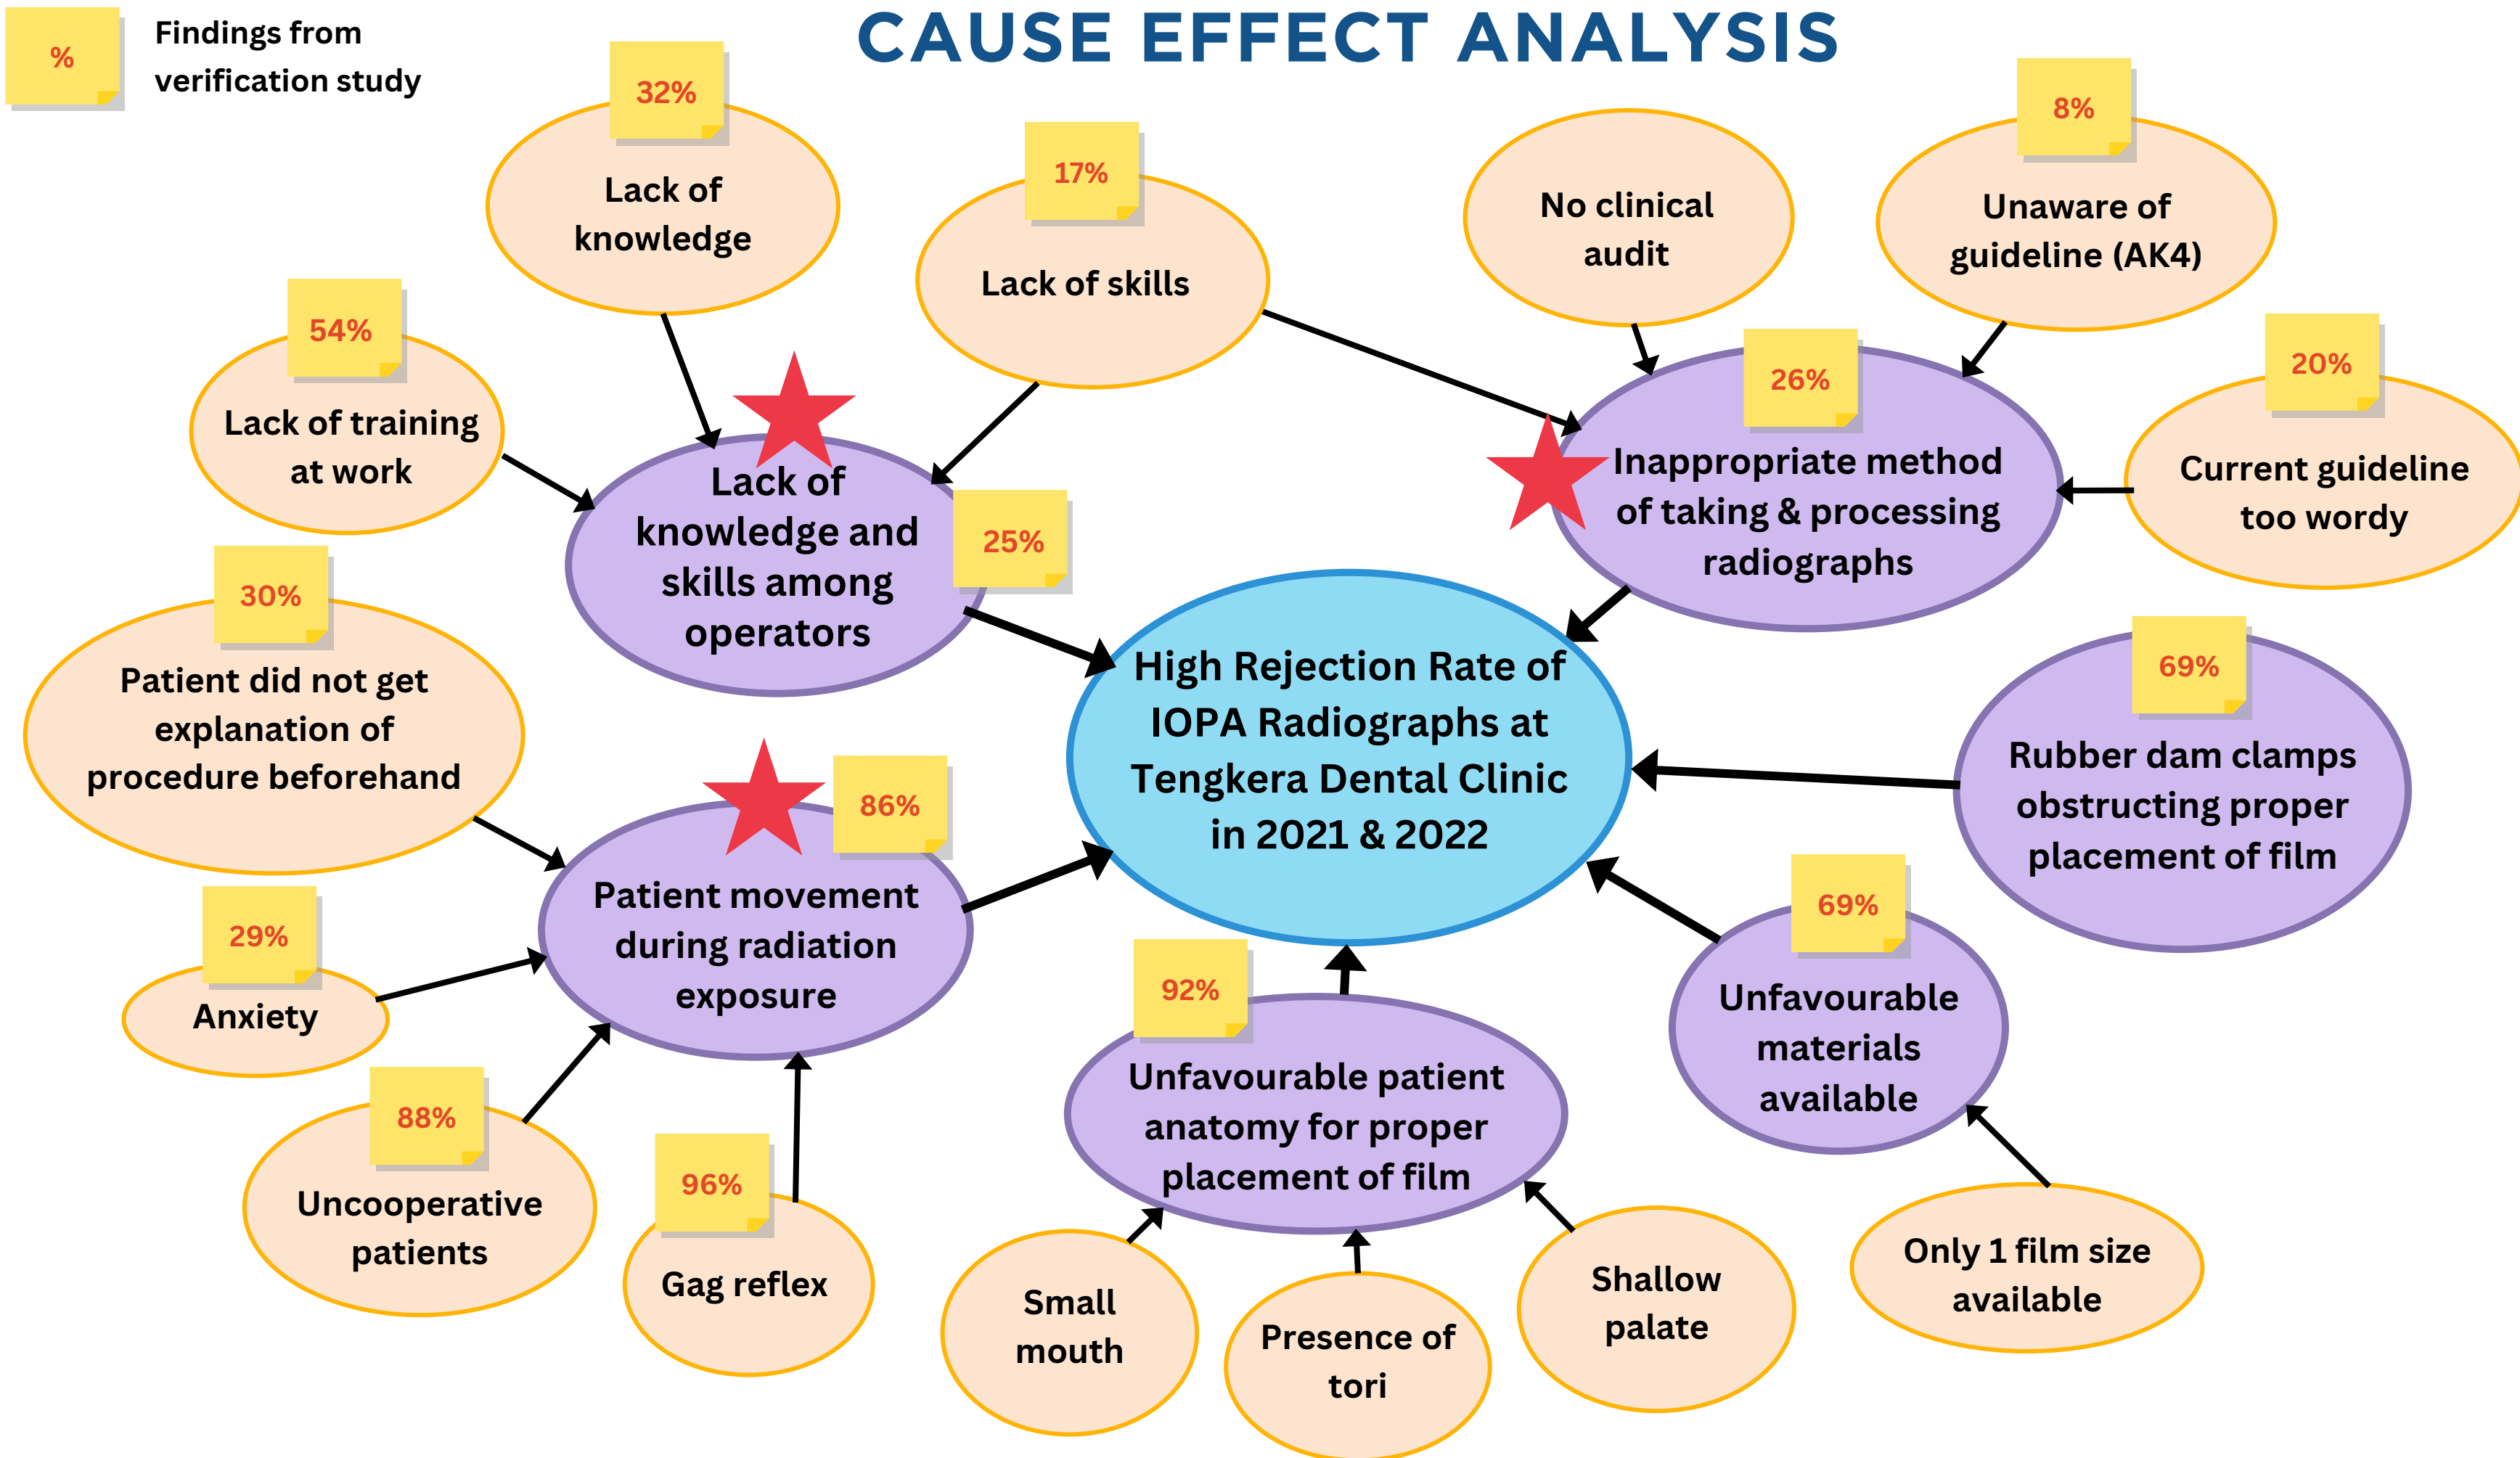 CAUSE EFFECT ANALYSIS
%
Findings from
verification study
32%
Lack of
knowledge
17%
Lack of skills
No clinical
audit
8%
Unaware of
guideline (AK4)
54%
Lack of training
at work
26%
Inappropriate method
of taking & processing
radiographs
20%
Current guideline
too wordy
Lack of
knowledge and
skills among
operators
25%
30%
Patient did not get
explanation of
procedure beforehand
High Rejection Rate of
IOPA Radiographs at
Tengkera Dental Clinic
in 2021 & 2022
69%
Rubber dam clamps
obstructing proper
placement of film
86%
Patient movement
during radiation
exposure
29%
Anxiety
69%
Unfavourable
materials
available
92%
Unfavourable patient
anatomy for proper
placement of film
88%
Uncooperative
patients
96%
Gag reflex
Small
mouth
Presence of
tori
Shallow
palate
Only 1 film size
available